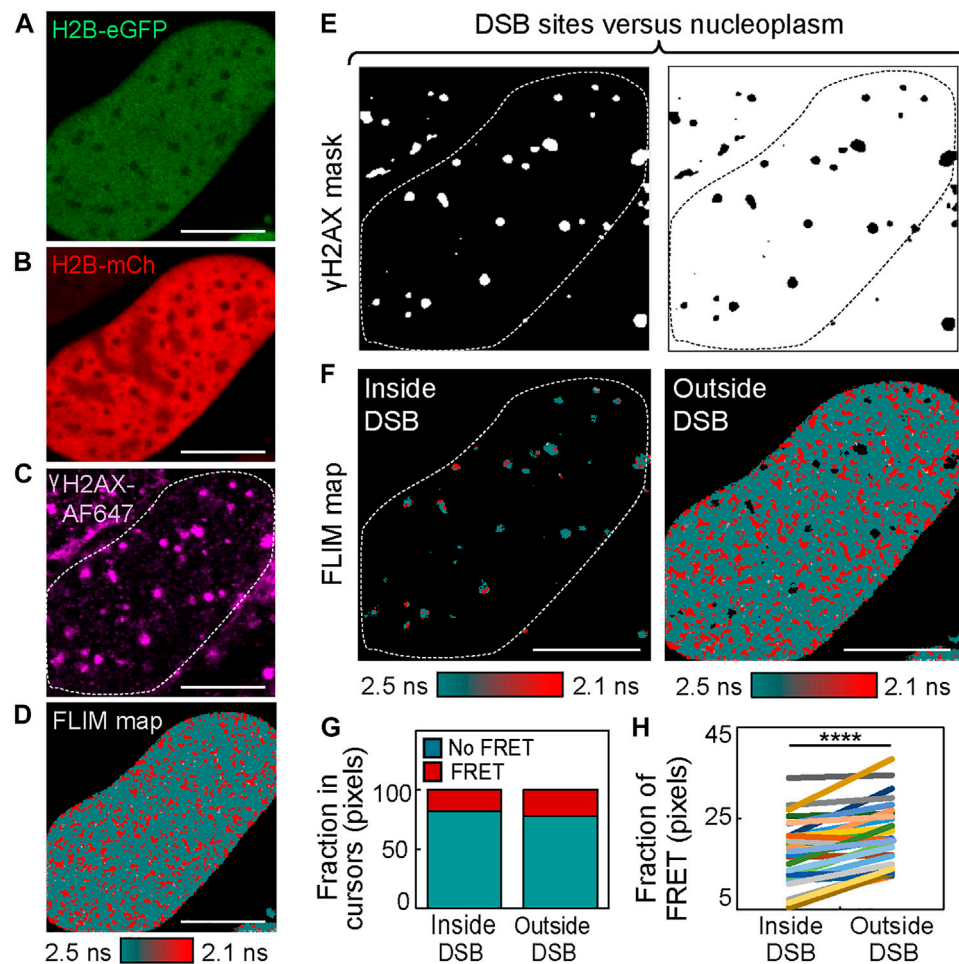 A
H2B-eGFP
B
H2B-mCh
C
γH2AX-
AF647
D
FLIM map
2.5 ns
2.1 ns
E
DSB sites versus nucleoplasm
γH2AX mask
F
FLIM map
Inside
DSB
Outside
DSB
2.5 ns
2.1 ns
2.5 ns
2.1 ns
G
Fraction in
cursors (pixels)
100
50
0
No FRET
FRET
Inside
DSB
Outside
DSB
H
Fraction of
FRET (pixels)
45
25
5
****
Inside
DSB
Outside
DSB